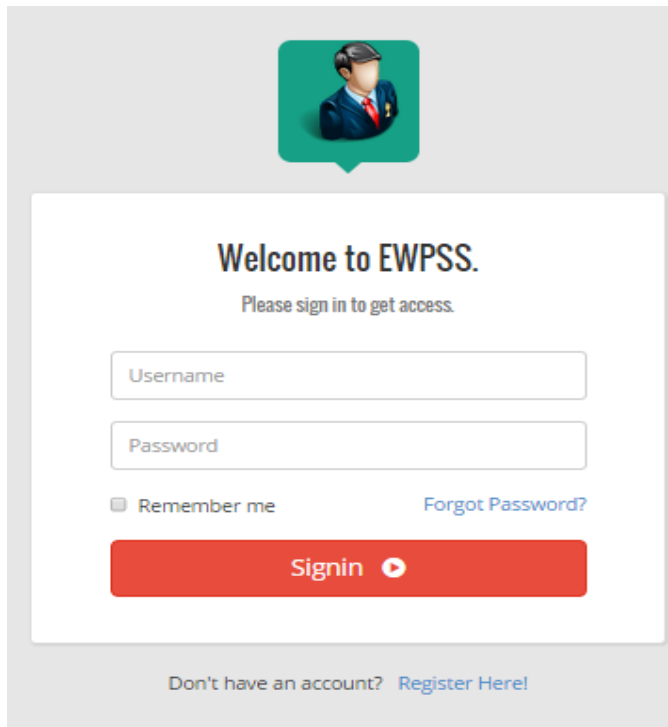 Welcome to EWPSS.
Please sign in to get access.
Username
Password
Remember me Forgot Password?
Signin
Don't have an account? Register Here!